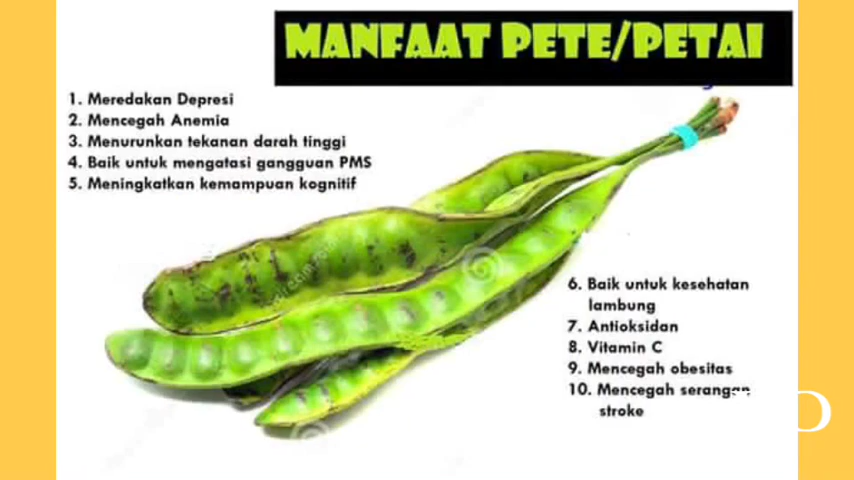 MANFAAT PETE/PETAI
1. Meredakan Depresi
2. Mencegah Anemia
3. Menurunkan tekanan darah tinggi
4. Baik untuk mengatasi gangguan PMS
5. Meningkatkan kemampuan kognitif
6. Baik untuk kesehatan
lambung
7. Antioksidan
8. Vitamin C
9. Mencegah obesitas
10. Mencegah serangan
stroke